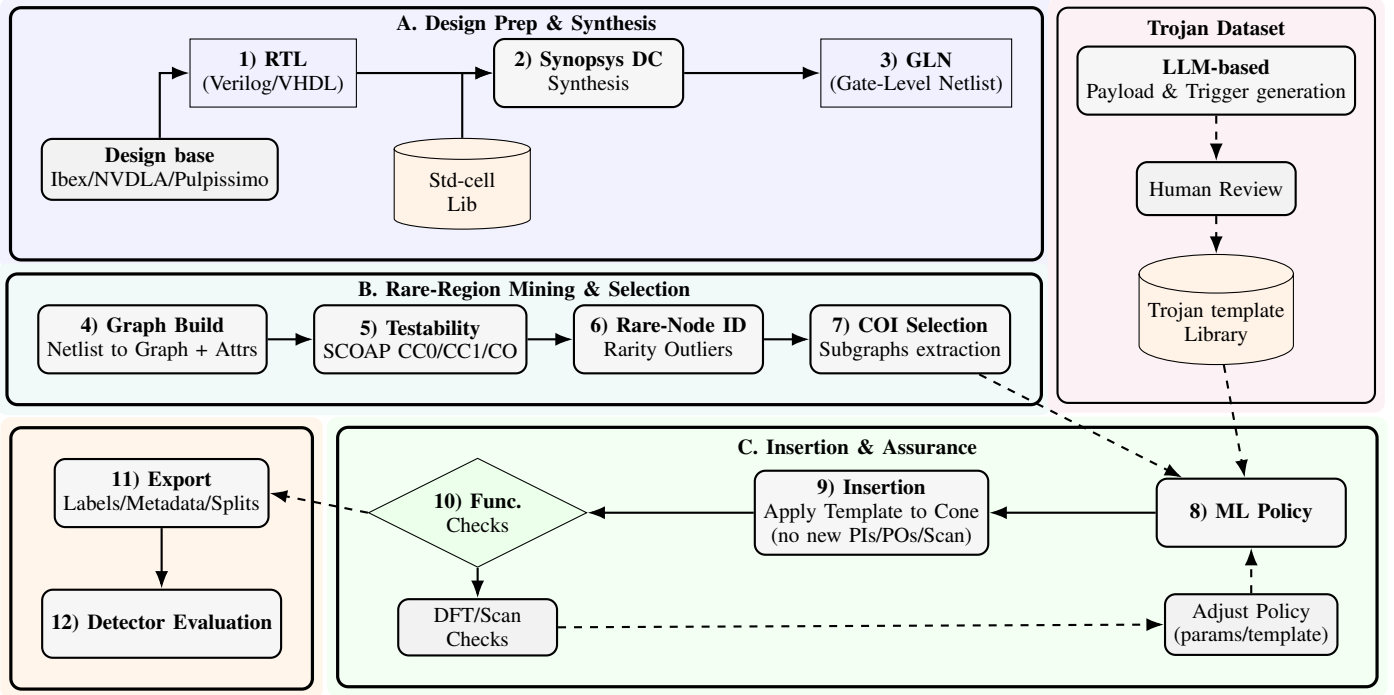 A. Design Prep & Synthesis
1) RTL
(Verilog/VHDL)
2) Synopsys DC
Synthesis
3) GLN
(Gate-Level Netlist)
Design base
Ibex/NVDLA/Pulpissimo
Std-cell
Lib
Trojan Dataset
LLM-based
Payload & Trigger generation
Human Review
Trojan template
Library
B. Rare-Region Mining & Selection
4) Graph Build
Netlist to Graph + Attrs
5) Testability
SCOAP CC0/CC1/CO
6) Rare-Node ID
Rarity Outliers
7) COI Selection
Subgraphs extraction
C. Insertion & Assurance
8) ML Policy
9) Insertion
Apply Template to Cone
(no new PIs/POs/Scan)
10) Func.
Checks
DFT/Scan
Checks
Adjust Policy
(params/template)
11) Export
Labels/Metadata/Splits
12) Detector Evaluation